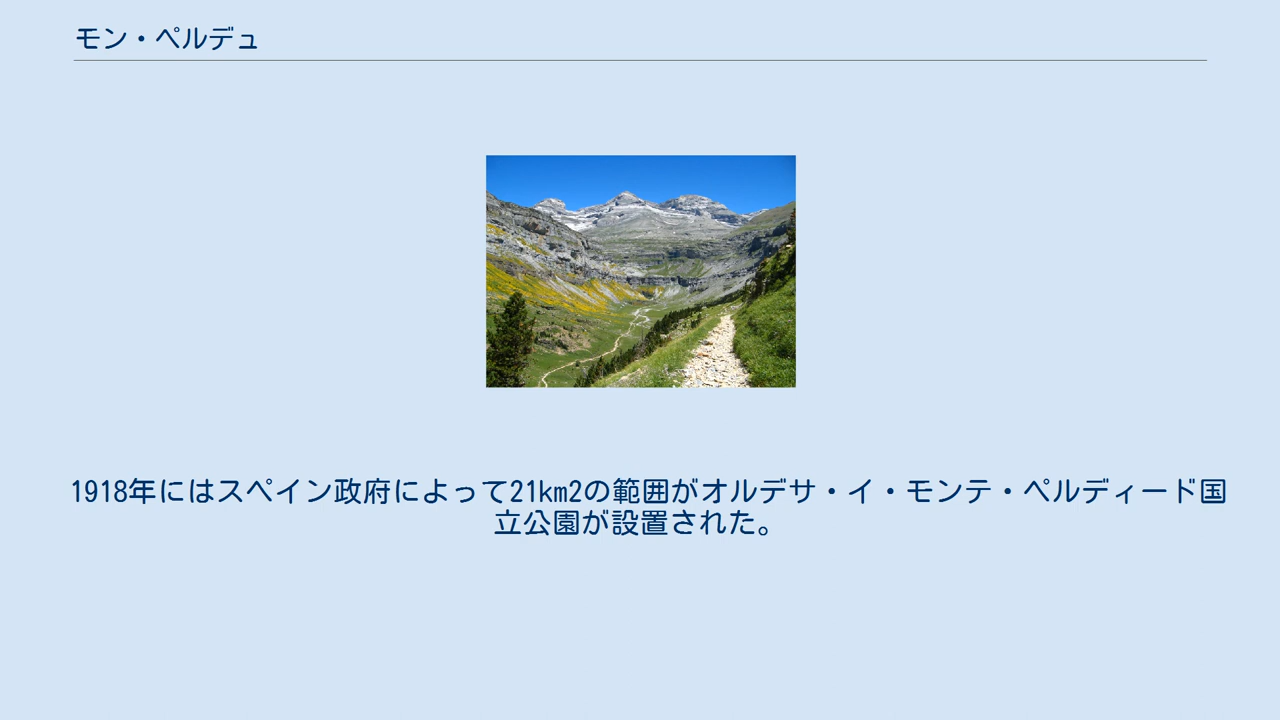 モン・ペルデュ
1918年にはスペイン政府によって21km2の範囲がオルデサ・イ・モンテ・ペルディード国
立公園が設置された。